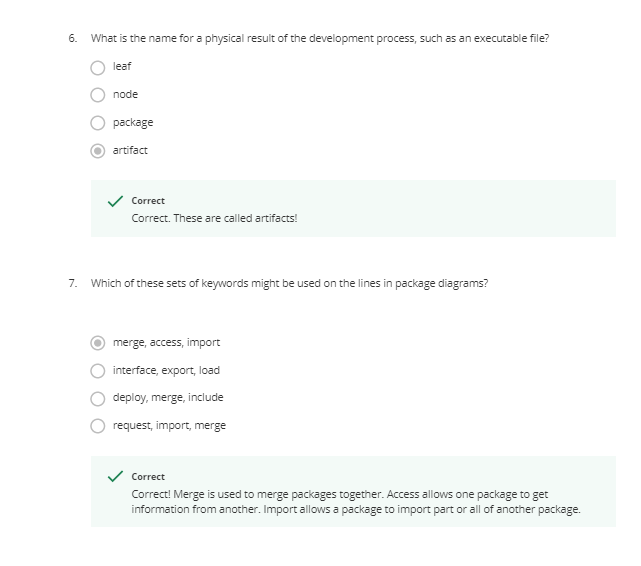 6. What is the name for a physical result of the development process, such as an executable file?
leaf
node
package
artifact
Correct
Correct. These are called artifacts!
7. Which of these sets of keywords might be used on the lines in package diagrams?
merge, access, import
interface, export, load
deploy, merge, include
request, import, merge
Correct
Correct! Merge is used to merge packages together. Access allows one package to get
information from another. Import allows a package to import part or all of another package.